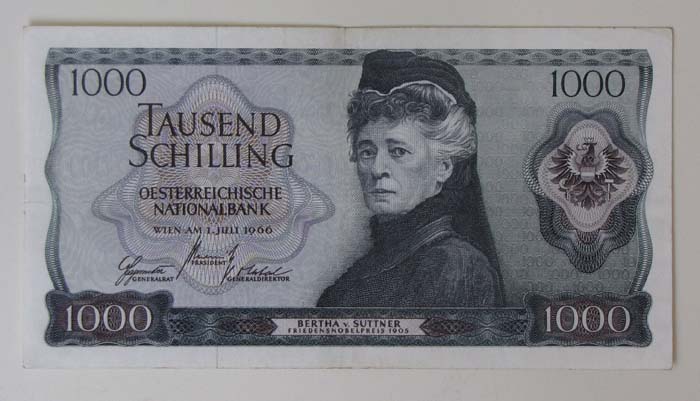 1000
1000
TAUSEND
SCHILLING
OESTERREICHISCHE
NATIONALBANK
WIEN AM 1. JULI 1966
PRÄSIDENT
GENERALRAT
GENERALDIREKTOR
1000
BERTHA v. SUTTNER
FRIEDENSNOBELPREIS 1905
1000